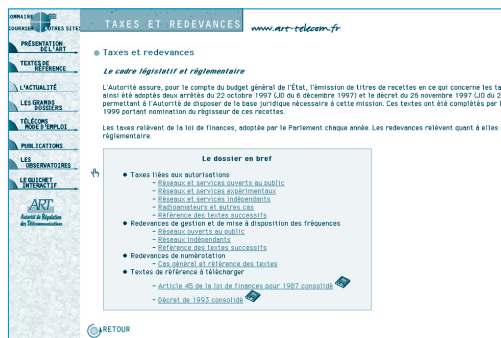 SOMMAIRE
COURRIER AUTRES SITES
TAXES ET REDEVANCES
www.art-telecom.fr
PRÉSENTATION
DE L'ART
TEXTES DE
RÉFÉRENCE
L'ACTUALITÉ
LES GRANDS
DOSSIERS
TÉLÉCOMS
MODE D'EMPLOI
PUBLICATIONS
LES
OBSERVATOIRES
LE GUICHET
INTERACTIF
ART
Autorité de Régulation
des Télécommunications
Taxes et redevances
Le cadre législatif et réglementaire
L'Autorité assure, pour le compte du budget général de l'État, l'émission de titres de recettes en ce qui concerne les ta
ainsi été adoptés deux arrêtés du 22 octobre 1997 (JO du 6 décembre 1997) et le décret du 26 novembre 1997 (JO du 2
permettant à l'Autorité de disposer de la base juridique nécessaire à cette mission. Ces textes ont été complétés par l
1999 portant nomination du régisseur de ces recettes.
Les taxes relèvent de la loi de finances, adoptée par le Parlement chaque année. Les redevances relèvent quant à elles
réglementaire.
Le dossier en bref
Taxes liées aux autorisations
- Réseaux et services ouverts au public
- Réseaux et services expérimentaux
- Réseaux et services indépendants
- Radioamateurs et autres cas
- Référence des textes successifs
Redevances de gestion et de mise à disposition des fréquences
- Réseaux ouverts au public
- Réseaux indépendants
- Référence des textes successifs
Redevances de numérotation
- Cas général et référence des textes
Textes de référence à télécharger
- Article 45 de la loi de finances pour 1987 consolidé
- Décret de 1993 consolidé
RETOUR